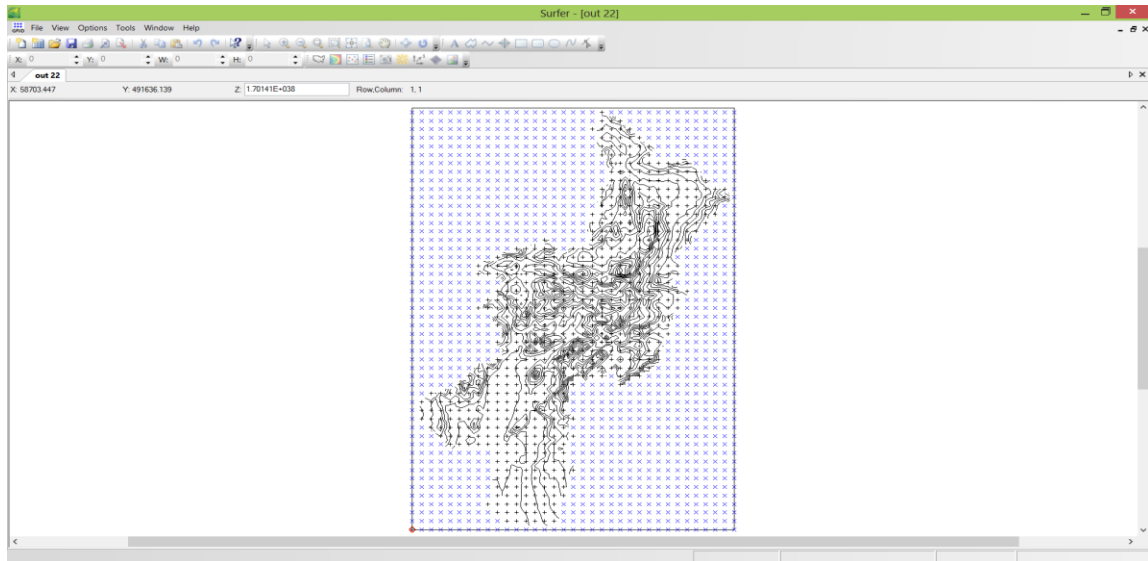 Surfer - [out 22]
File View Options Tools Window Help
X: 0 Y: 0 W: 0 H: 0
out 22
X: 58703.447 Y: 491636.139 Z: 1.70141E+038 Row,Column: 1, 1